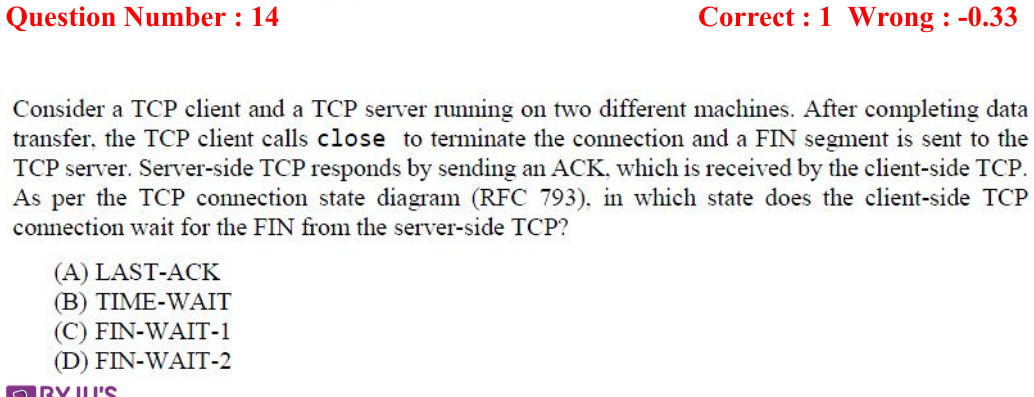 Question Number : 14 Correct : 1 Wrong : -0.33
Consider a TCP client and a TCP server running on two different machines. After completing data
transfer, the TCP client calls close to terminate the connection and a FIN segment is sent to the
TCP server. Server-side TCP responds by sending an ACK, which is received by the client-side TCP.
As per the TCP connection state diagram (RFC 793), in which state does the client-side TCP
connection wait for the FIN from the server-side TCP?
(A) LAST-ACK
(B) TIME-WAIT
(C) FIN-WAIT-1
(D) FIN-WAIT-2
BYJU'S